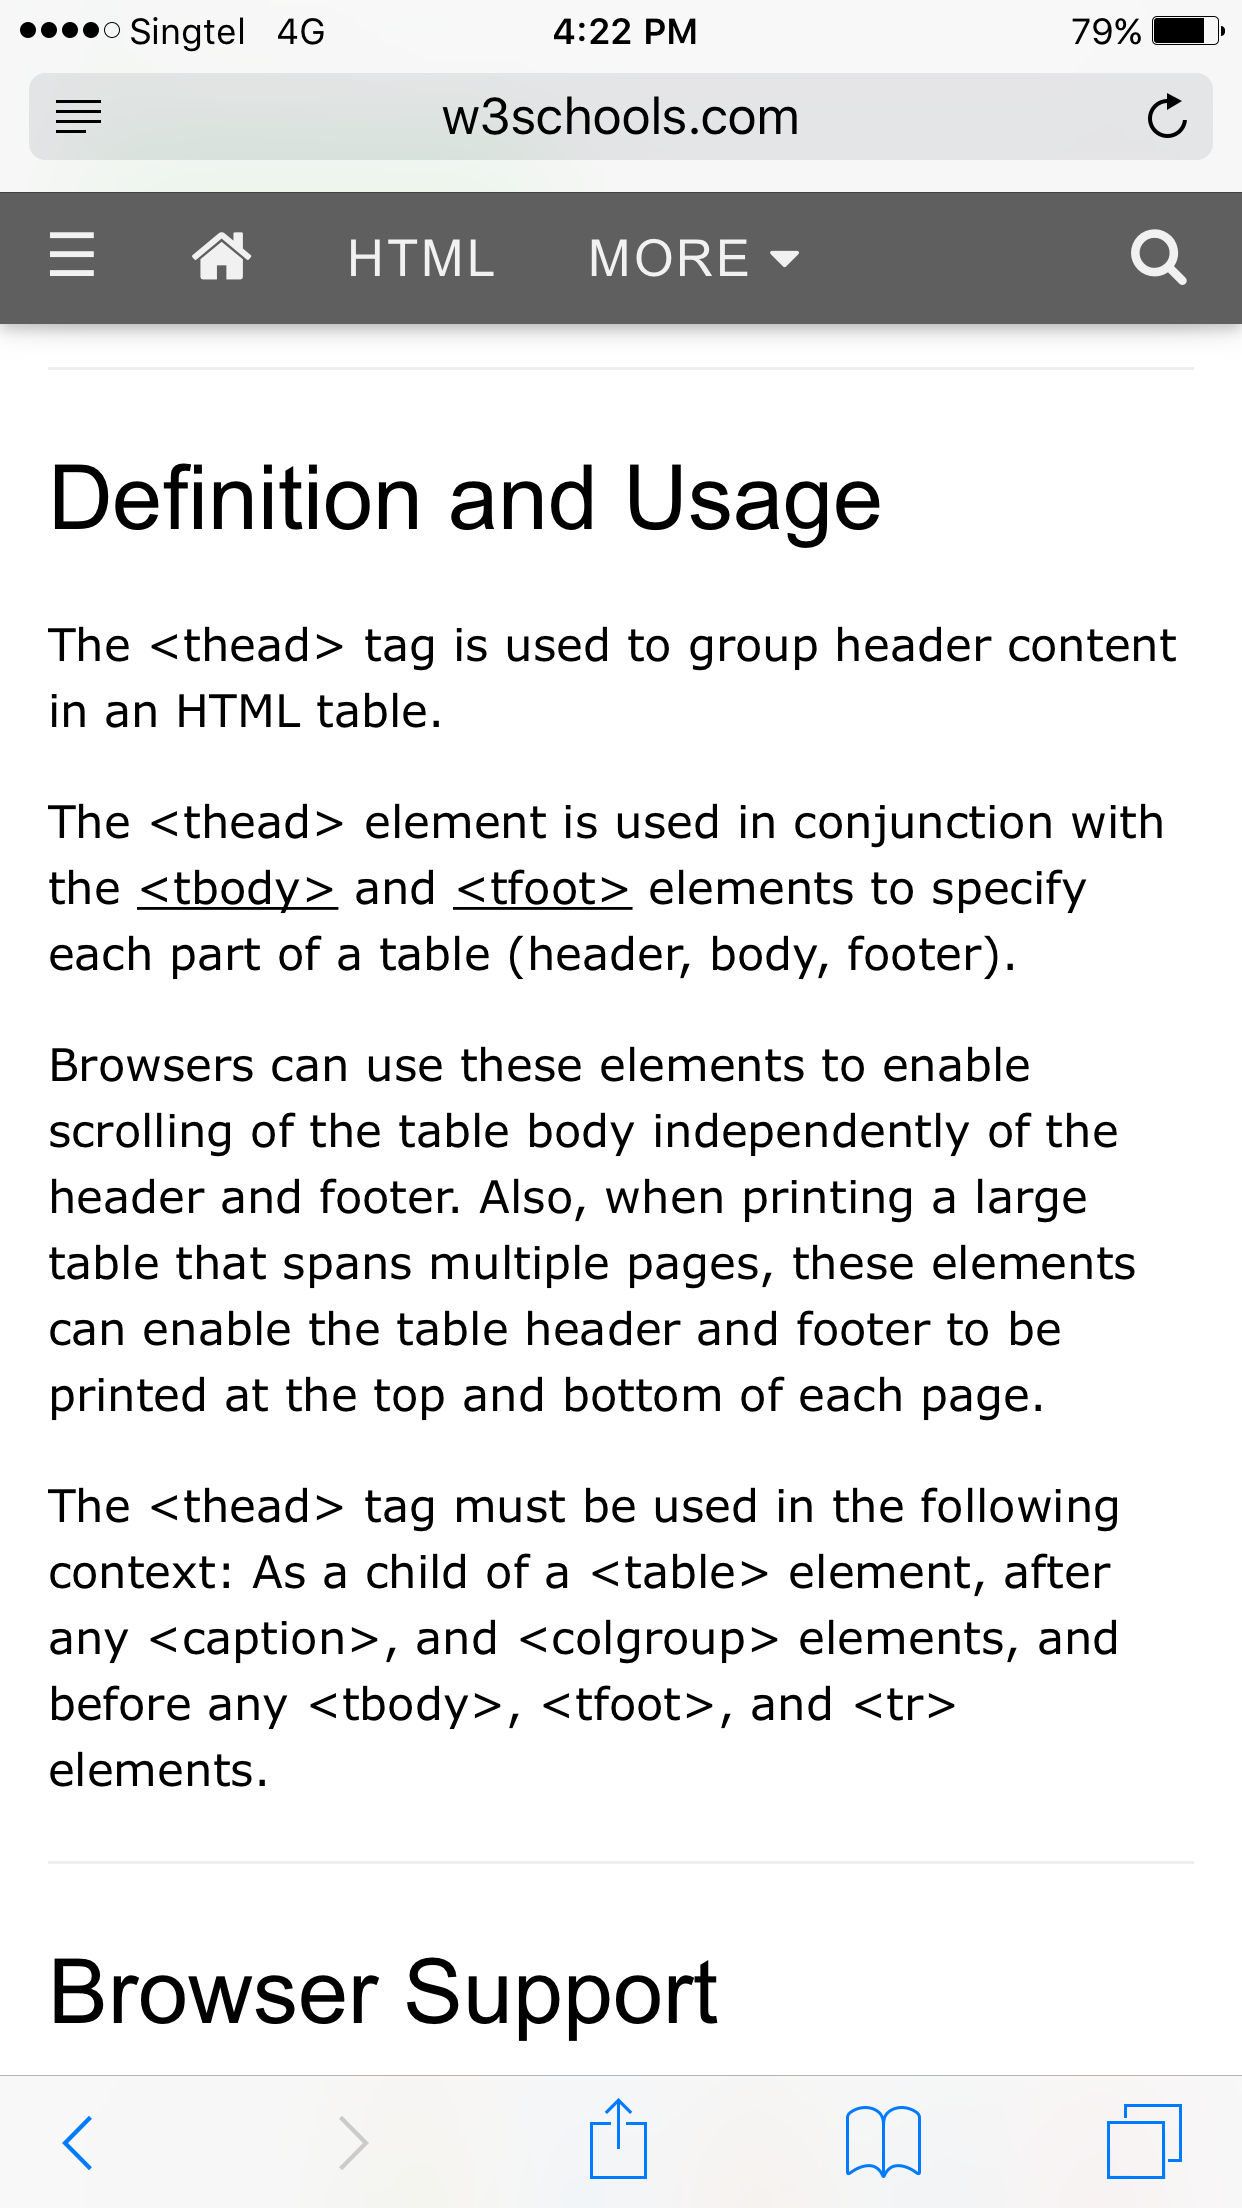 Singtel 4G 4:22 PM 79%
w3schools.com
HTML MORE
Definition and Usage
The <thead> tag is used to group header content
in an HTML table.
The <thead> element is used in conjunction with
the <tbody> and <tfoot> elements to specify
each part of a table (header, body, footer).
Browsers can use these elements to enable
scrolling of the table body independently of the
header and footer. Also, when printing a large
table that spans multiple pages, these elements
can enable the table header and footer to be
printed at the top and bottom of each page.
The <thead> tag must be used in the following
context: As a child of a <table> element, after
any <caption>, and <colgroup> elements, and
before any <tbody>, <tfoot>, and <tr>
elements.
Browser Support